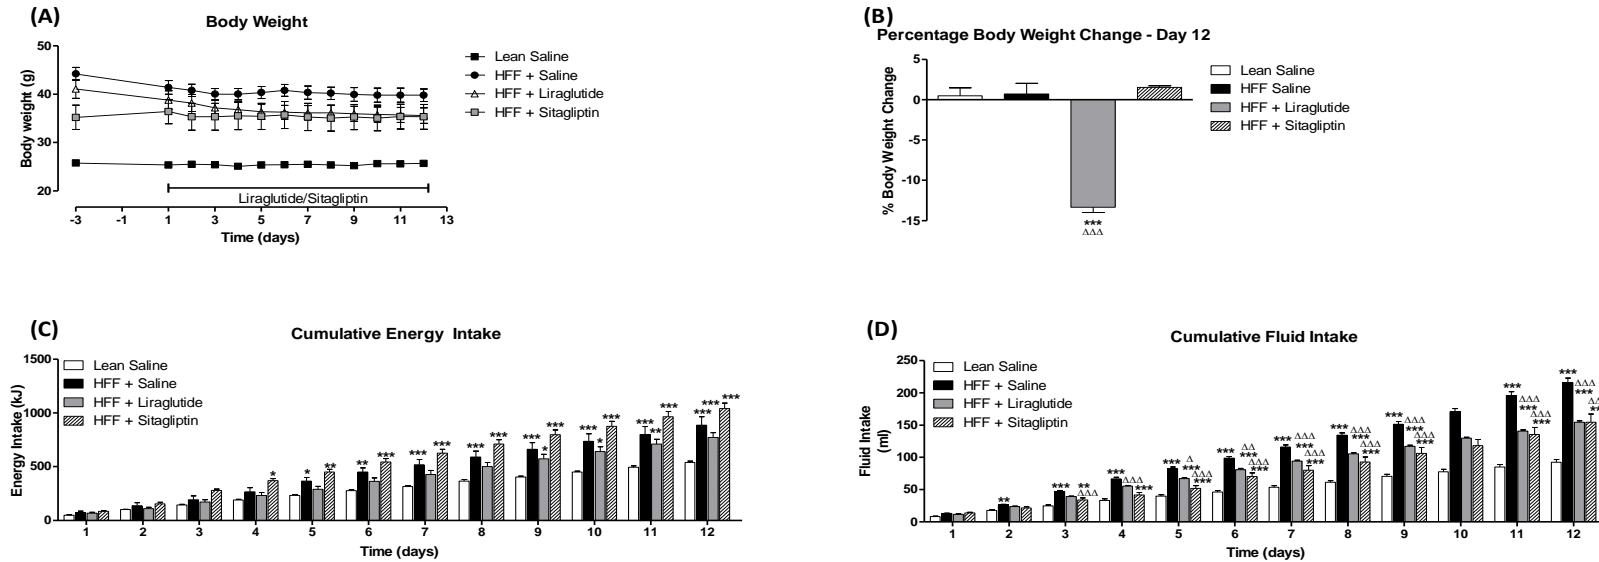 (A)
Body Weight
Body weight (g)
50
40
30
20
Lean Saline
HFF + Saline
HFF + Liraglutide
HFF + Sitagliptin
Liraglutide/Sitagliptin
-3 -1 1 3 5 7 9 11 13
Time (days)
(B)
Percentage Body Weight Change - Day 12
% Body Weight Change
5
0
-5
-10
-15
***
ΔΔΔ
Lean Saline
HFF Saline
HFF + Liraglutide
HFF + Sitagliptin
(C)
Cumulative Energy Intake
Energy Intake (kJ)
1500
1000
500
0
Lean Saline
HFF + Saline
HFF + Liraglutide
HFF + Sitagliptin
* * ** ** *** *** *** *** *** *** *** * *** *** * *** *** ** *** *** *** ***
1 2 3 4 5 6 7 8 9 10 11 12
Time (days)
(D)
Cumulative Fluid Intake
Fluid Intake
(ml)
250
200
150
100
50
0
Lean Saline
HFF + Saline
HFF + Liraglutide
HFF + Sitagliptin
1 2 3 4 5 6 7 8 9 10 11 12
Time (days)